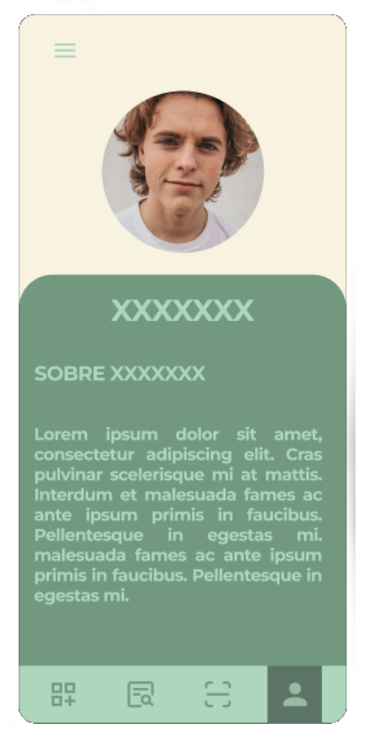 XXXXXXX
SOBRE XXXXXXX
Lorem ipsum dolor sit amet,
consectetur adipiscing elit. Cras
pulvinar scelerisque mi at mattis.
Interdum et malesuada fames ac
ante ipsum primis in faucibus.
Pellentesque in egestas mi.
malesuada fames ac ante ipsum
primis in faucibus. Pellentesque in
egestas mi.